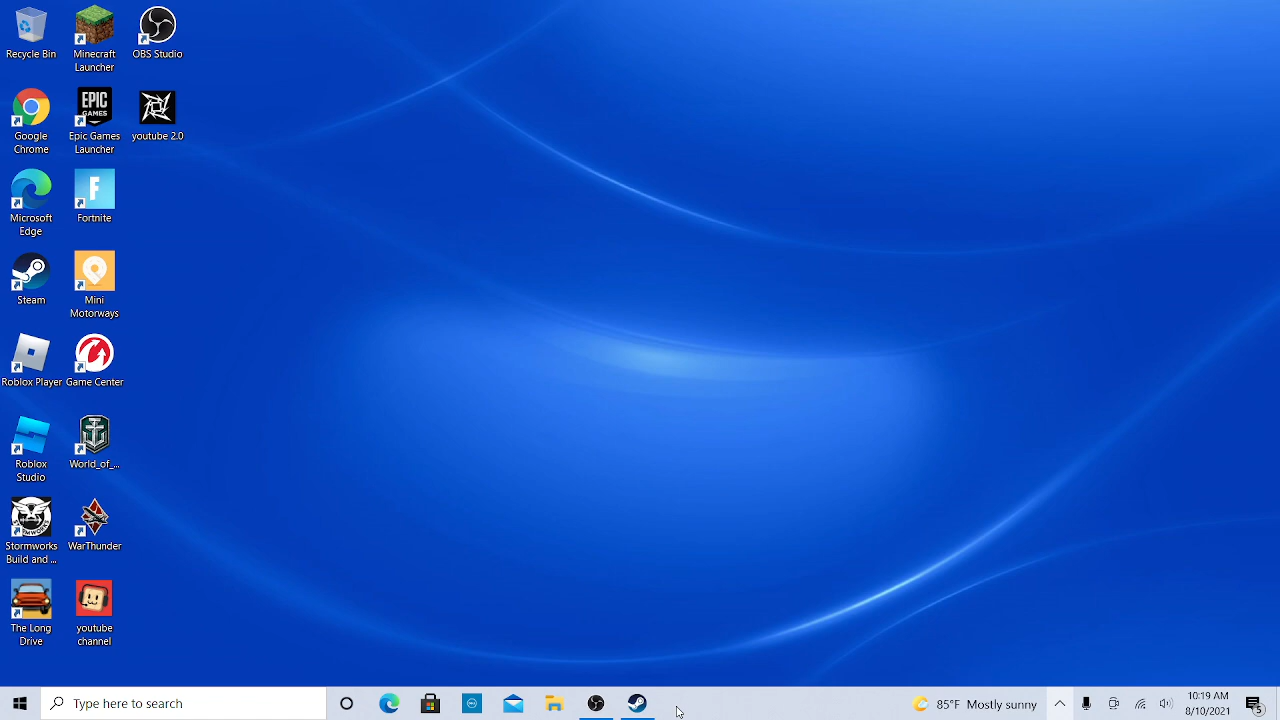 Recycle Bin
Minecraft
Launcher
OBS Studio
Google
Chrome
EPIC
GAMES
Epic Games
Launcher
youtube 2.0
Microsoft
Edge
F
Fortnite
Steam
Mini
Motorways
Roblox Player
Game Center
Roblox
Studio
World_of_...
STORMWORKS
Stormworks
Build and ...
WarThunder
The Long
Drive
youtube
channel
Type here to search
DELL
85°F Mostly sunny
10:19 AM
8/10/2021
5